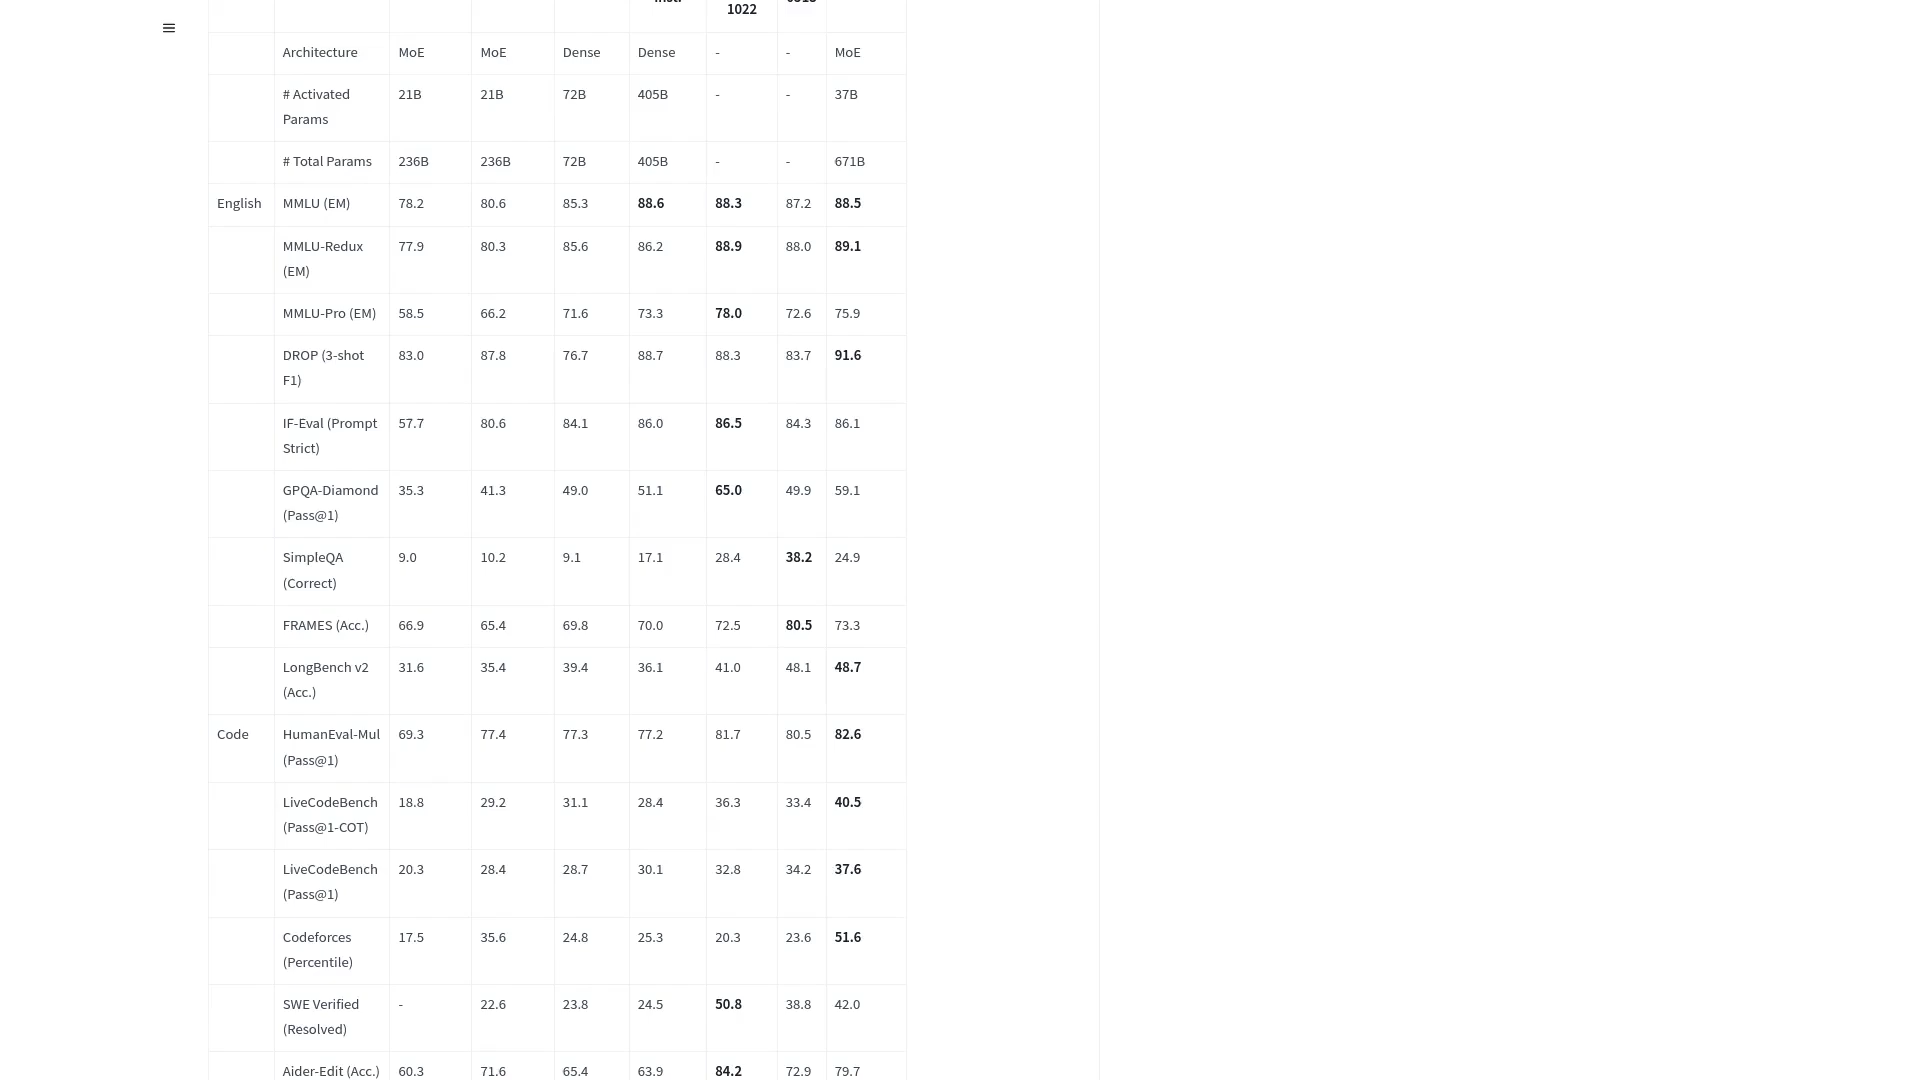 1022
Architecture MoE MoE Dense Dense - - MoE
# Activated 21B 21B 72B 405B - - 37B
Params
# Total Params 236B 236B 72B 405B - - 671B
English MMLU (EM) 78.2 80.6 85.3 88.6 88.3 87.2 88.5
MMLU-Redux 77.9 80.3 85.6 86.2 88.9 88.0 89.1
(EM)
MMLU-Pro (EM) 58.5 66.2 71.6 73.3 78.0 72.6 75.9
DROP (3-shot 83.0 87.8 76.7 88.7 88.3 83.7 91.6
F1)
IF-Eval (Prompt 57.7 80.6 84.1 86.0 86.5 84.3 86.1
Strict)
GPQA-Diamond 35.3 41.3 49.0 51.1 65.0 49.9 59.1
(Pass@1)
SimpleQA 9.0 10.2 9.1 17.1 28.4 38.2 24.9
(Correct)
FRAMES (Acc.) 66.9 65.4 69.8 70.0 72.5 80.5 73.3
LongBench v2 31.6 35.4 39.4 36.1 41.0 48.1 48.7
(Acc.)
Code HumanEval-Mul 69.3 77.4 77.3 77.2 81.7 80.5 82.6
(Pass@1)
LiveCodeBench 18.8 29.2 31.1 28.4 36.3 33.4 40.5
(Pass@1-COT)
LiveCodeBench 20.3 28.4 28.7 30.1 32.8 34.2 37.6
(Pass@1)
Codeforces 17.5 35.6 24.8 25.3 20.3 23.6 51.6
(Percentile)
SWE Verified - 22.6 23.8 24.5 50.8 38.8 42.0
(Resolved)
Aider-Edit (Acc.) 60.3 71.6 65.4 63.9 84.2 72.9 79.7